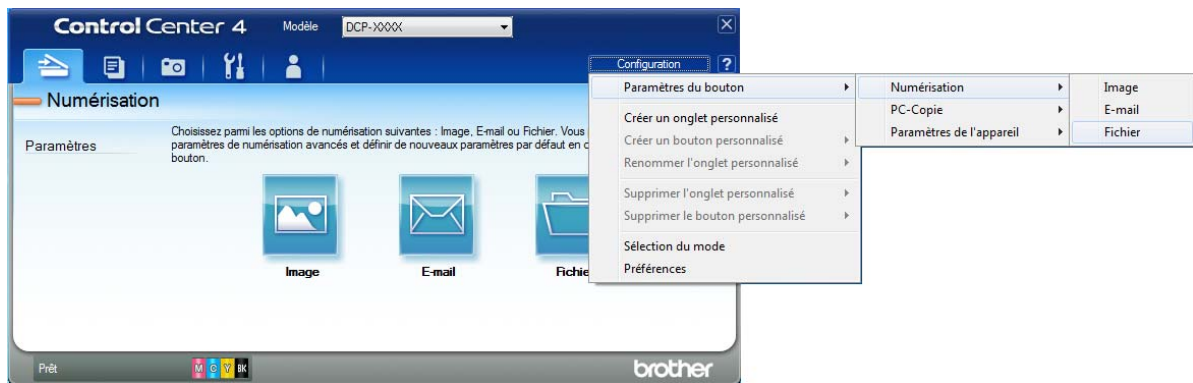 Control Center 4
Modèle
DCP-XXXX
Configuration
?
Numérisation
Paramètres
Choisissez parmi les options de numérisation suivantes : Image, E-mail ou Fichier. Vous
paramètres de numérisation avancés et définir de nouveaux paramètres par défaut en
bouton.
Image
E-mail
Paramètres du bouton
Créer un onglet personnalisé
Créer un bouton personnalisé
Renommer l'onglet personnalisé
Supprimer l'onglet personnalisé
Supprimer le bouton personnalisé
Sélection du mode
Préférences
Numérisation
PC-Copie
Paramètres de l'appareil
Image
E-mail
Fichier
Prêt
M C Y BK
brother